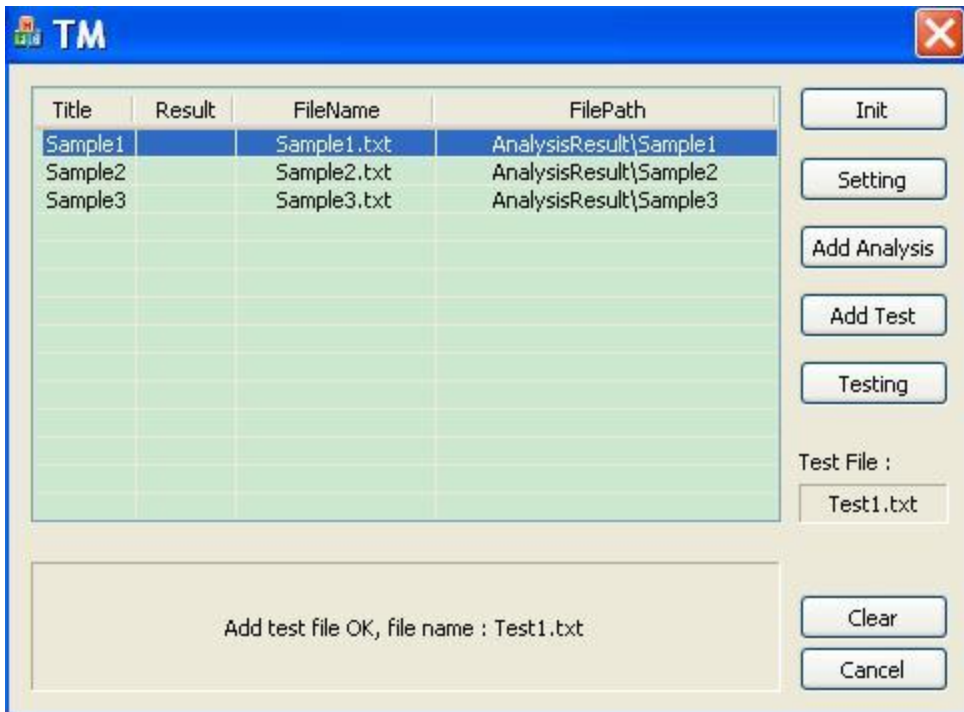 TM
Title Result FileName FilePath
Sample1 Sample1.txt AnalysisResult\Sample1
Sample2 Sample2.txt AnalysisResult\Sample2
Sample3 Sample3.txt AnalysisResult\Sample3
Init
Setting
Add Analysis
Add Test
Testing
Test File :
Test1.txt
Add test file OK, file name : Test1.txt
Clear
Cancel